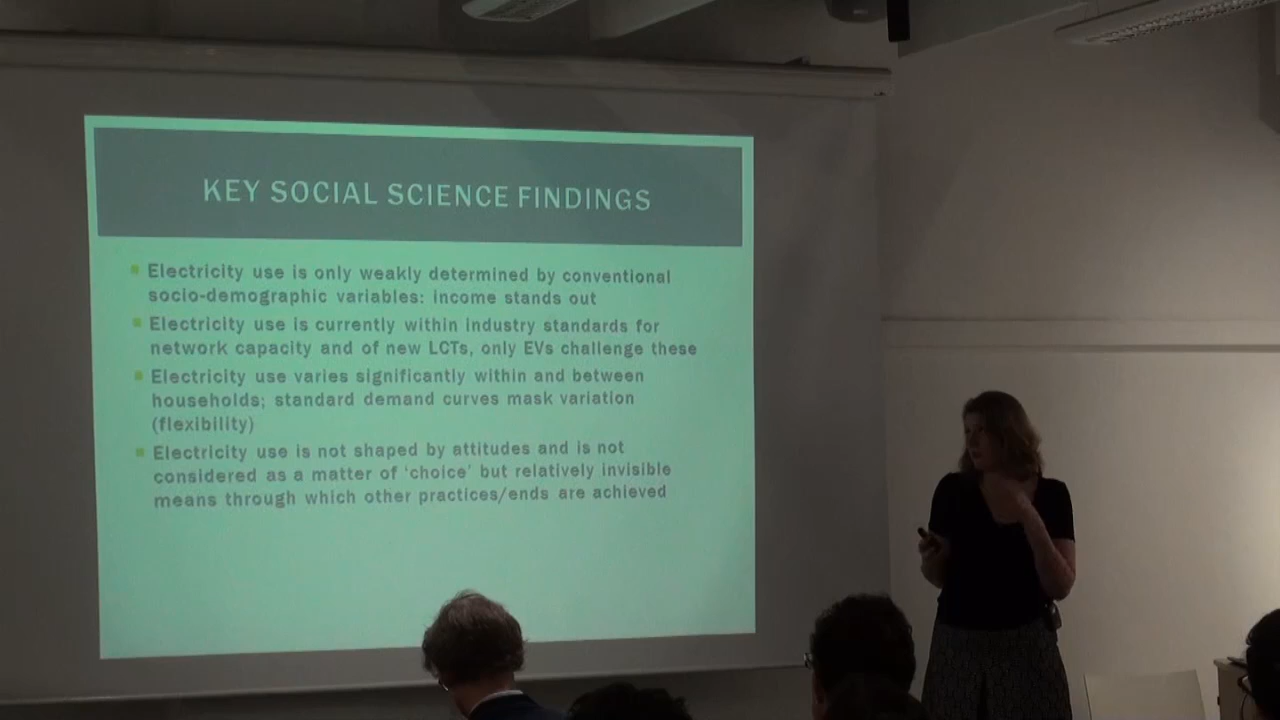 KEY SOCIAL SCIENCE FINDINGS
Electricity use is only weakly determined by conventional
socio-demographic variables: income stands out
Electricity use is currently within industry standards for
network capacity and of new LCTs, only EVs challenge these
Electricity use varies significantly within and between
households; standard demand curves mask variation
(flexibility)
Electricity use is not shaped by attitudes and is not
considered as a matter of ‘choice’ but relatively invisible
means through which other practices/ends are achieved